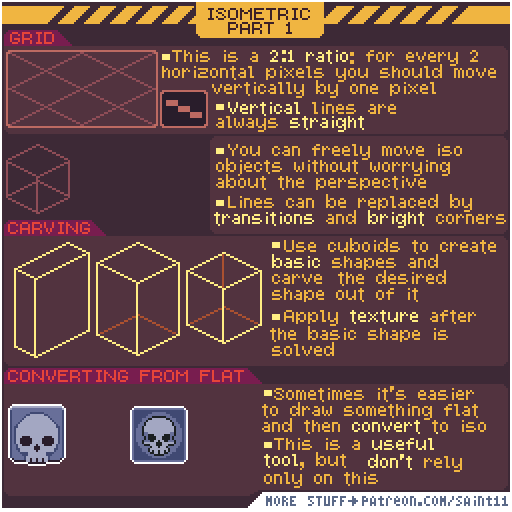 ISOMETRIC
PART 1
GRID
▪This is a 2:1 ratio: for every 2
horizontal pixels you should move
vertically by one pixel
▪Vertical lines are
always straight
▪You can freely move iso
objects without worrying
about the perspective
▪Lines can be replaced by
transitions and bright corners
CARVING
▪Use cuboids to create
basic shapes and
carve the desired
shape out of it
▪Apply texture after
the basic shape is
solved
CONVERTING FROM FLAT
▪Sometimes it's easier
to draw something flat
and then convert to iso
▪This is a useful
tool, but don't rely
only on this
MORE STUFF→PATREON.COM/SAINT11